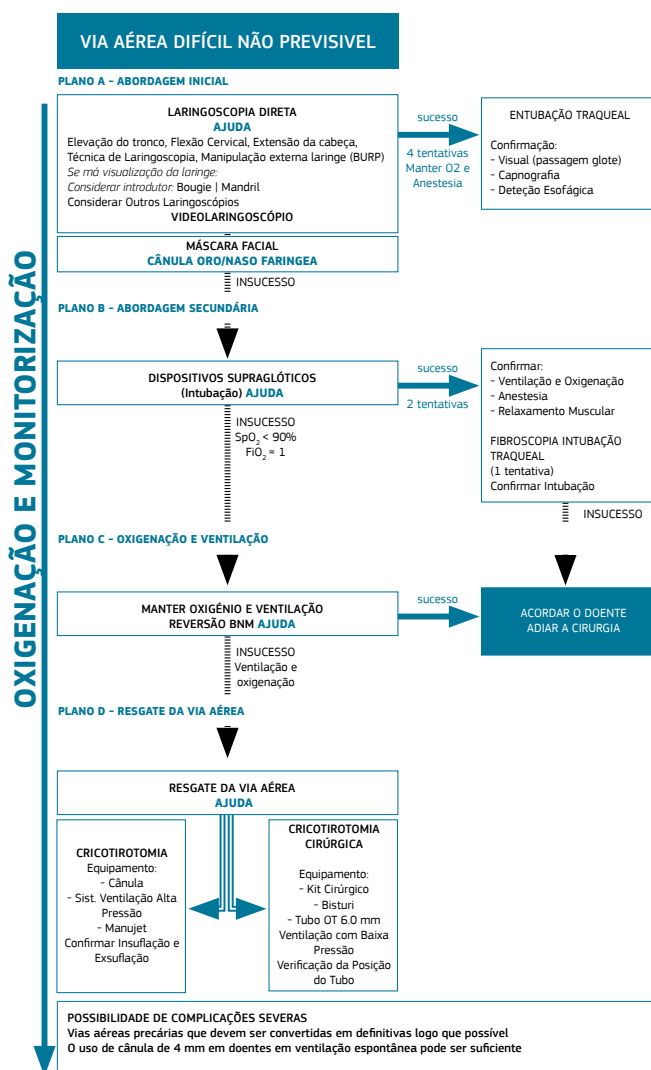 VIA AÉREA DIFÍCIL NÃO PREVISIVEL
OXIGENAÇÃO E MONITORIZAÇÃO
PLANO A - ABORDAGEM INICIAL
LARINGOSCOPIA DIRETA
AJUDA
Elevação do tronco, Flexão Cervical, Extensão da cabeça,
Técnica de Laringoscopia, Manipulação externa laringe (BURP)
Se má visualização da laringe:
Considerar introdutor: Bougie | Mandril
Considerar Outros Laringoscópios
VIDEOLARINGOSCÓPIO
sucesso
4 tentativas
Manter O2 e
Anestesia
ENTUBAÇÃO TRAQUEAL
Confirmação:
- Visual (passagem glote)
- Capnografia
- Deteção Esofágica
MÁSCARA FACIAL
CÂNULA ORO/NASO FARINGEA
INSUCESSO
PLANO B - ABORDAGEM SECUNDÁRIA
DISPOSITIVOS SUPRAGLÓTICOS
(Intubação) AJUDA
sucesso
2 tentativas
Confirmar:
- Ventilação e Oxigenação
- Anestesia
- Relaxamento Muscular
FIBROSCOPIA INTUBAÇÃO
TRAQUEAL
(1 tentativa)
Confirmar Intubação
INSUCESSO
SpO₂ < 90%
FiO₂ = 1
INSUCESSO
PLANO C - OXIGENAÇÃO E VENTILAÇÃO
MANTER OXIGÉNIO E VENTILAÇÃO
REVERSÃO BNM AJUDA
sucesso
ACORDAR O DOENTE
ADIAR A CIRURGIA
INSUCESSO
Ventilação e
oxigenação
PLANO D - RESGATE DA VIA AÉREA
RESGATE DA VIA AÉREA
AJUDA
CRICOTIROTOMIA
Equipamento:
- Cânula
- Sist. Ventilação Alta
Pressão
- Manujet
Confirmar Insuflação e
Exsuflação
CRICOTIROTOMIA
CIRÚRGICA
Equipamento:
- Kit Cirúrgico
- Bisturi
- Tubo OT 6.0 mm
Ventilação com Baixa
Pressão
Verificação da Posição
do Tubo
POSSIBILIDADE DE COMPLICAÇÕES SEVERAS
Vias aéreas precárias que devem ser convertidas em definitivas logo que possível
O uso de cânula de 4 mm em doentes em ventilação espontânea pode ser suficiente